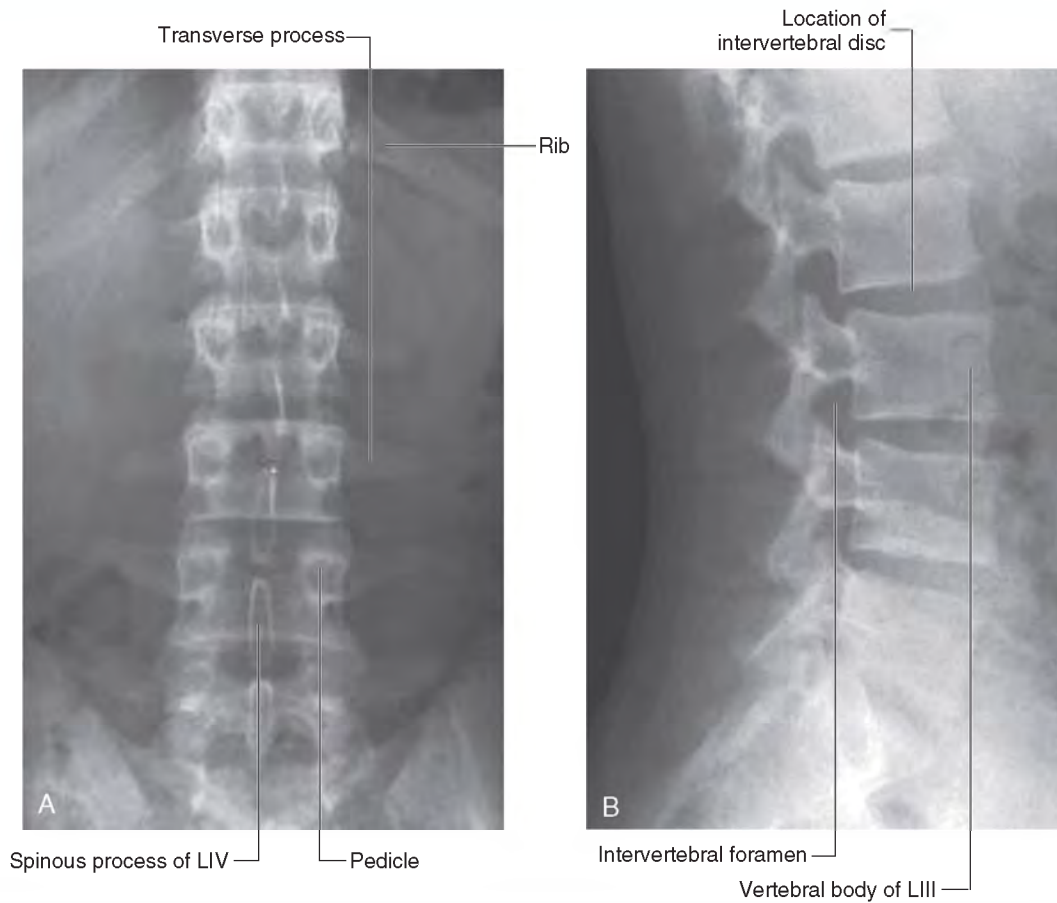 Transverse process
Location of
intervertebral disc
Rib
A
B
Spinous process of LIV
Pedicle
Intervertebral foramen
Vertebral body of LIII